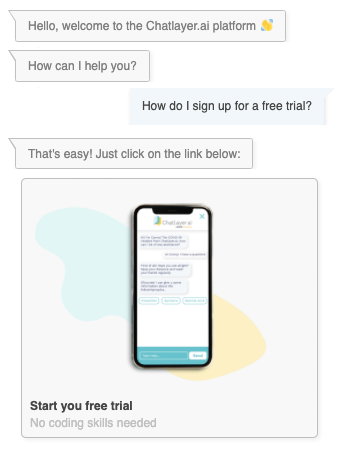 Hello, welcome to the Chatlayer.ai platform 👋
How can I help you?
How do I sign up for a free trial?
That's easy! Just click on the link below:
Chatlayer.ai
Start you free trial
No coding skills needed